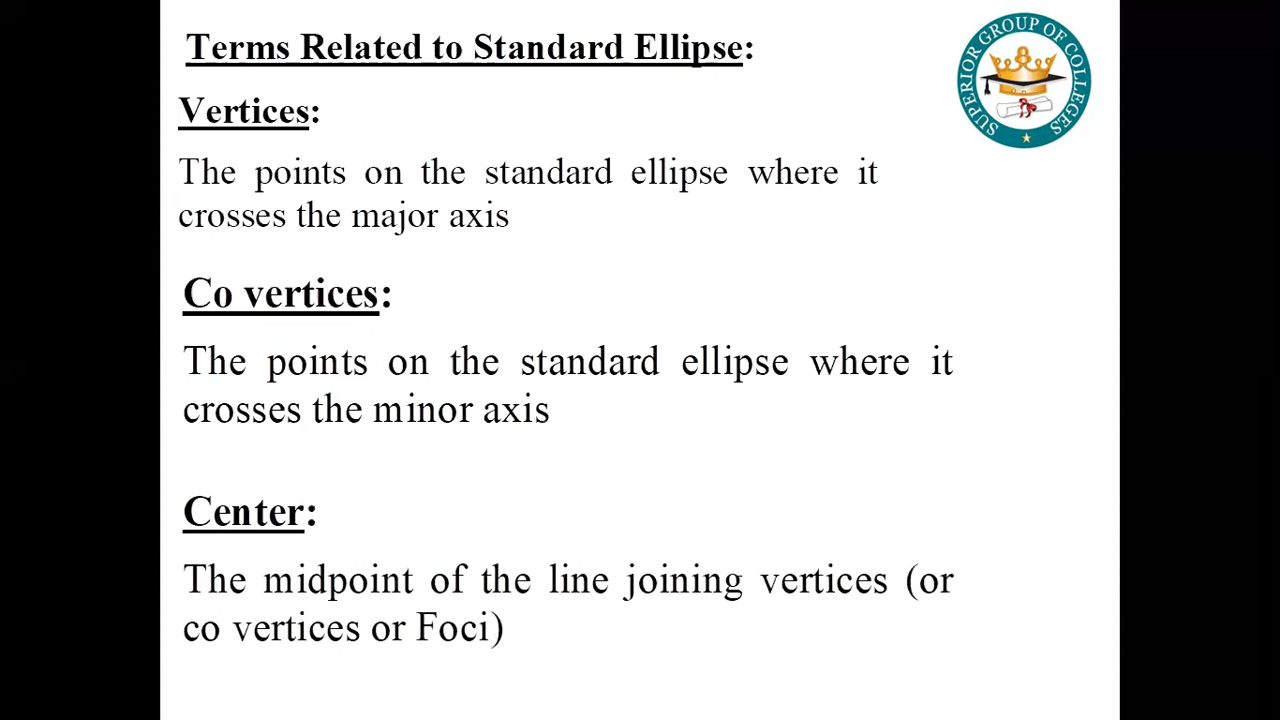 Terms Related to Standard Ellipse:
SUPERIOR GROUP OF COLLEGES
Vertices:
The points on the standard ellipse where it
crosses the major axis
Co vertices:
The points on the standard ellipse where it
crosses the minor axis
Center:
The midpoint of the line joining vertices (or
co vertices or Foci)